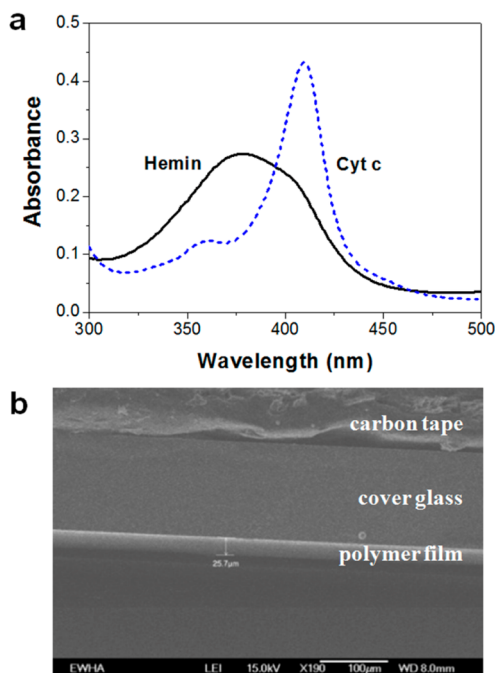 a
0.5
0.4
0.3
0.2
0.1
0.0
Absorbance
Hemin
Cyt c
300
350
400
450
500
Wavelength (nm)
b
carbon tape
cover glass
polymer film
25.7μm
EWHA LEI 15.0kV X190 100μm WD 8.0mm